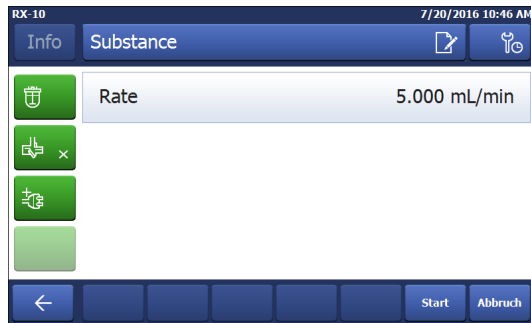 RX-10 7/20/2016 10:46 AM
Info Substance
Rate 5.000 mL/min
Start Abbruch